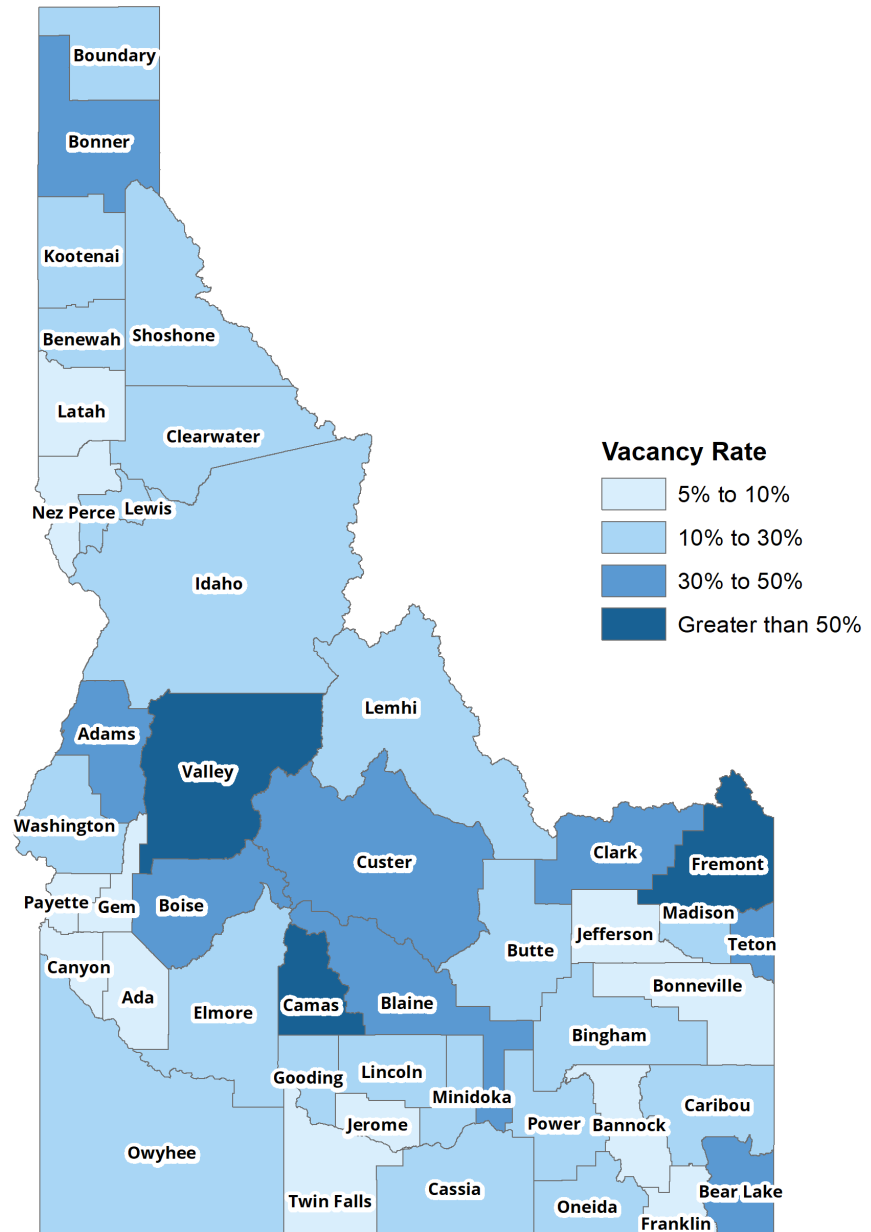 Boundary
Bonner
Kootenai
Benewah
Shoshone
Latah
Clearwater
Vacancy Rate
5% to 10%
10% to 30%
30% to 50%
Greater than 50%
Nez Perce
Lewis
Idaho
Lemhi
Adams
Valley
Washington
Custer
Clark
Fremont
Payette
Gem
Boise
Madison
Jefferson
Teton
Butte
Canyon
Ada
Camas
Blaine
Bonneville
Elmore
Bingham
Gooding
Lincoln
Minidoka
Caribou
Jerome
Power
Bannock
Owyhee
Cassia
Bear Lake
Twin Falls
Oneida
Franklin